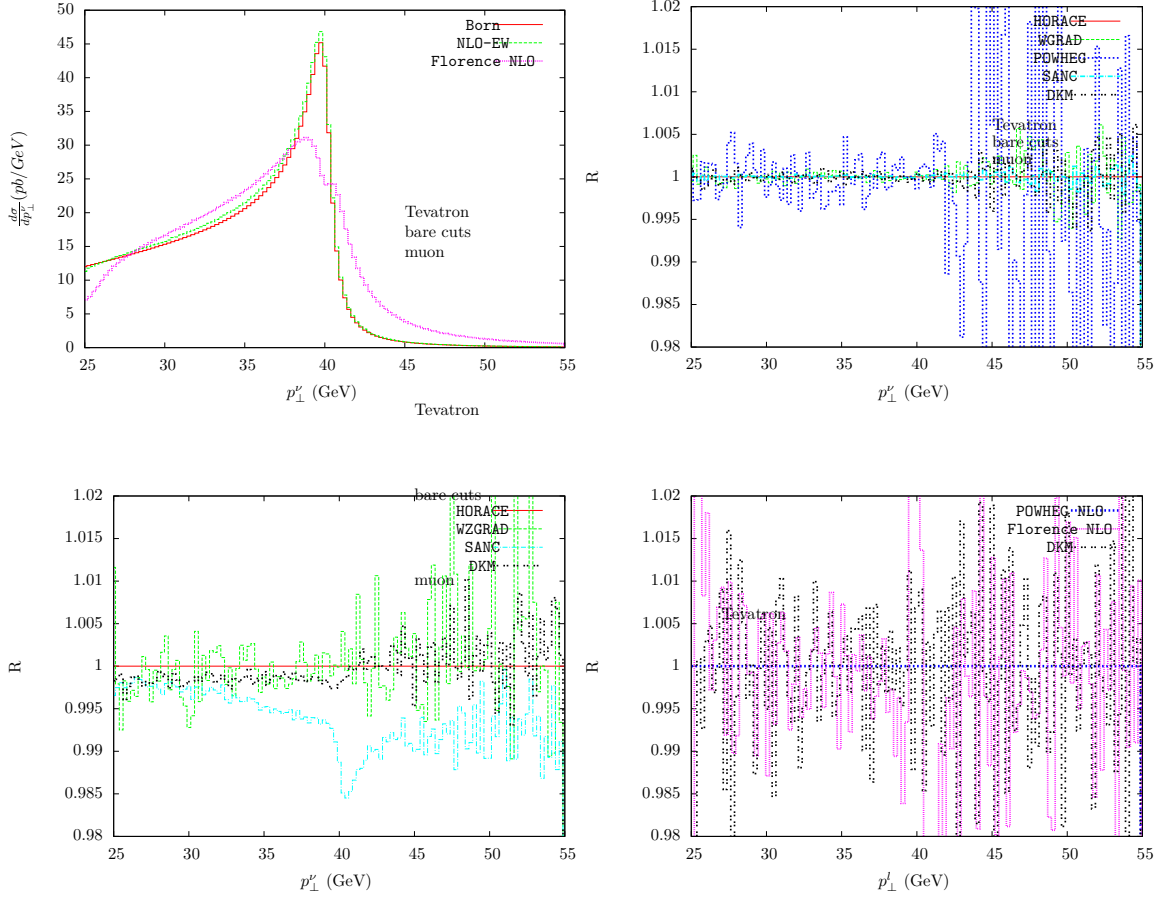 50
45
40
35
30
25
20
15
10
5
0
dσ/dp⊥^ν (pb/GeV)
Born
NLO-EW
Florence NLO
Tevatron
bare cuts
muon
25 30 35 40 45 50 55
p⊥^ν (GeV)
Tevatron
1.02
1.015
1.01
1.005
1
0.995
0.99
0.985
0.98
R
HORACE
WGRAD
POWHEG
SANC
DKM
Tevatron
bare cuts
muon
25 30 35 40 45 50 55
p⊥^ν (GeV)
1.02
1.015
1.01
1.005
1
0.995
0.99
0.985
0.98
R
bare cuts
HORACE
WZGRAD
SANC
DKM
muon
25 30 35 40 45 50 55
p⊥^ν (GeV)
1.02
1.015
1.01
1.005
1
0.995
0.99
0.985
0.98
R
POWHEG NLO
Florence NLO
DKM
Tevatron
25 30 35 40 45 50 55
p⊥^l (GeV)